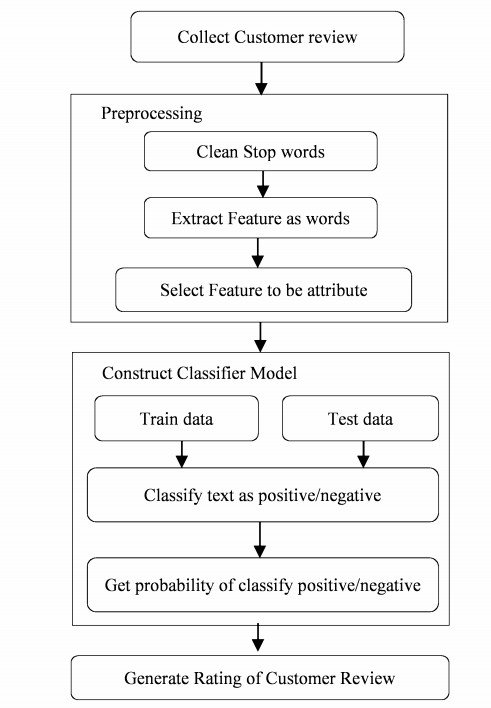 Collect Customer review
Preprocessing
Clean Stop words
Extract Feature as words
Select Feature to be attribute
Construct Classifier Model
Train data
Test data
Classify text as positive/negative
Get probability of classify positive/negative
Generate Rating of Customer Review